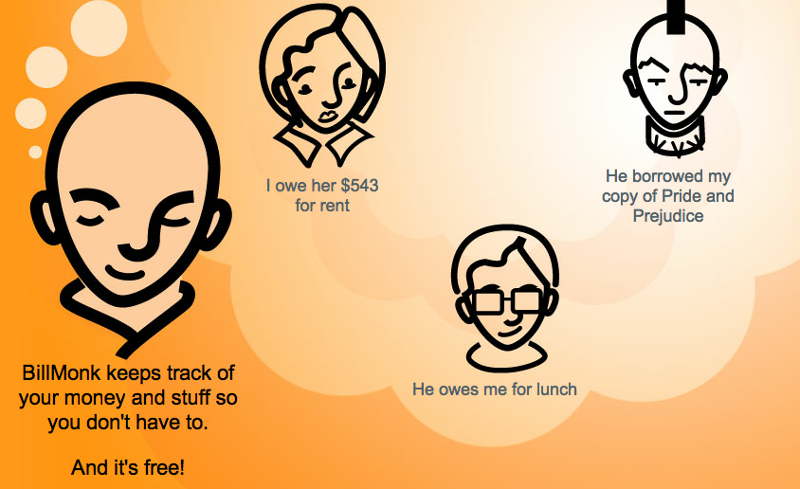 I owe her $543
for rent
He borrowed my
copy of Pride and
Prejudice
He owes me for lunch
BillMonk keeps track of
your money and stuff so
you don't have to.
And it's free!